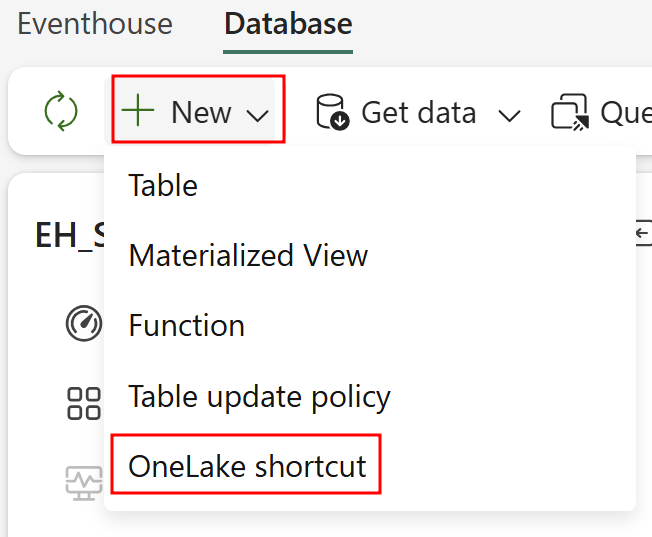 Eventhouse Database
New Get data Que
Table
EH_S
Materialized View
Function
Table update policy
OneLake shortcut